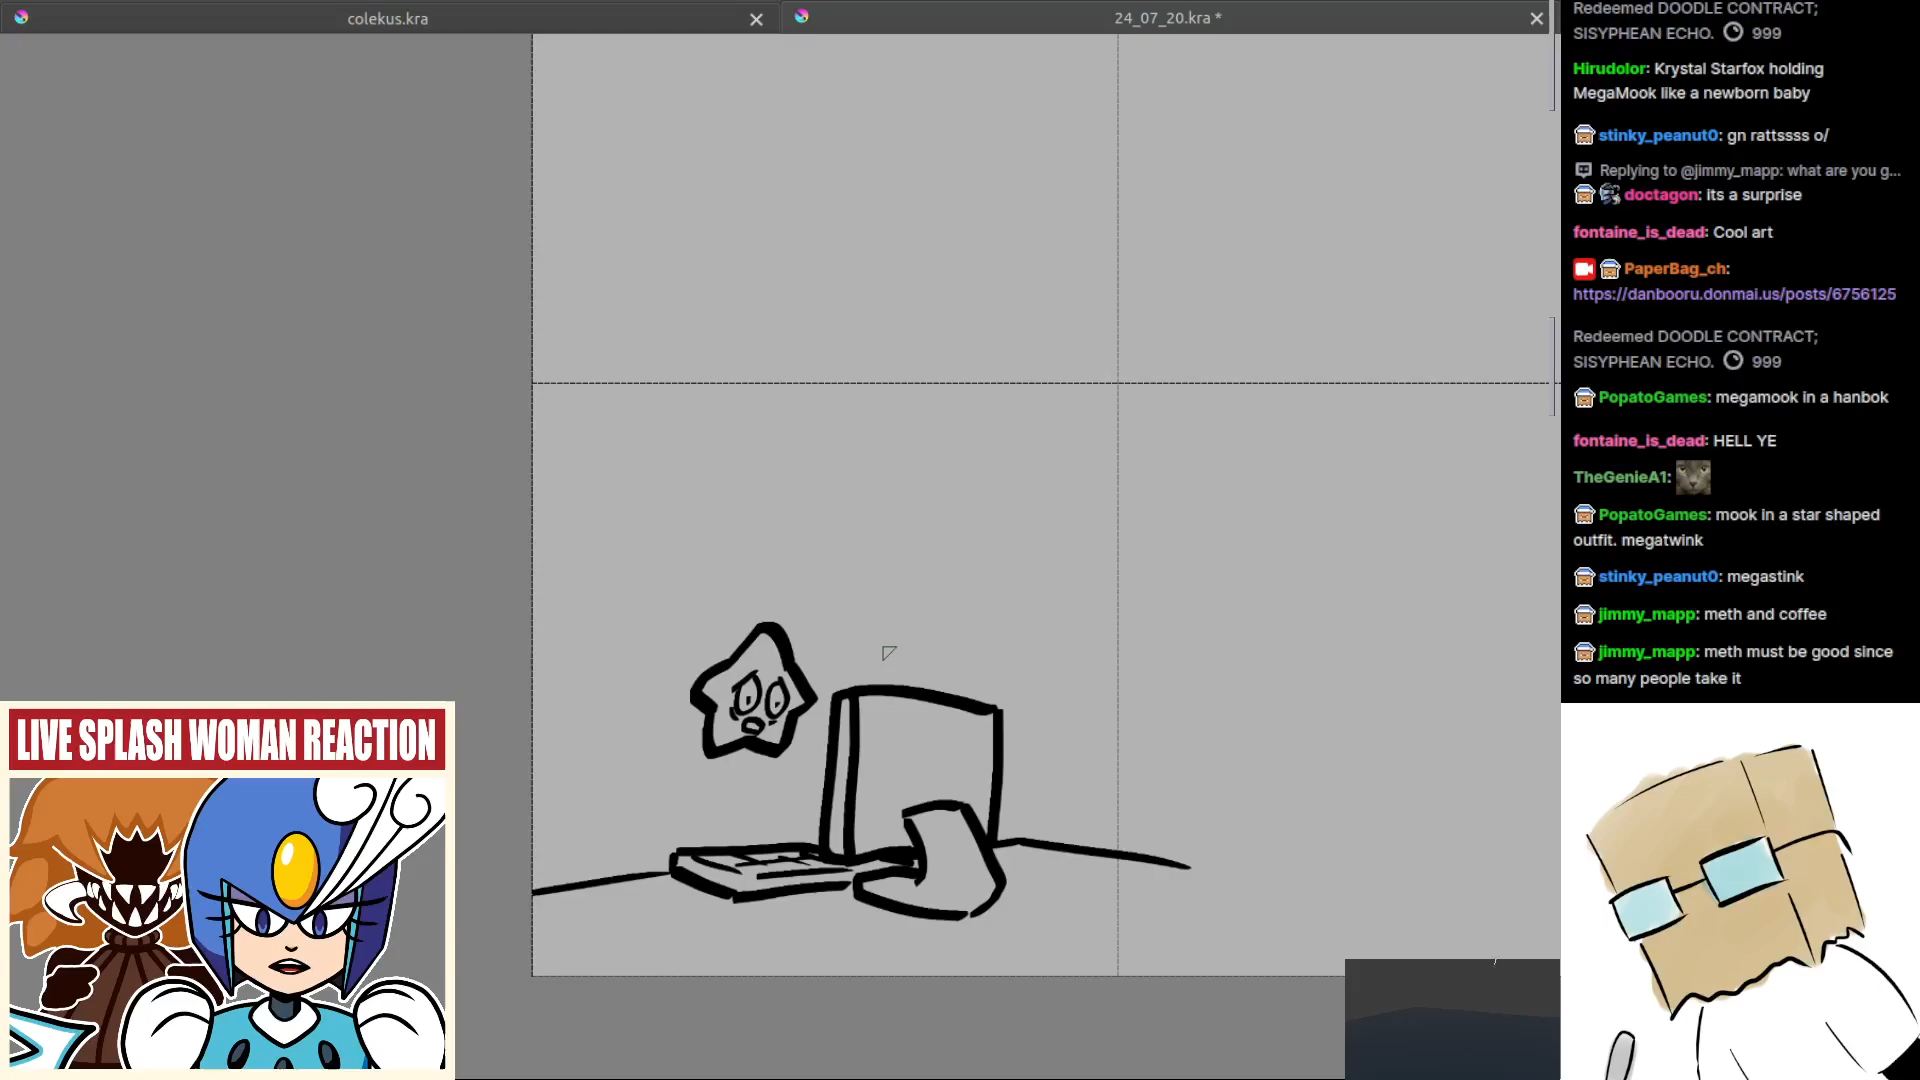 colekus.kra
24_07_20.kra *
Redeemed DOODLE CONTRACT;
SISYPHEAN ECHO. 999
Hirudolor: Krystal Starfox holding
MegaMook like a newborn baby
stinky_peanut0: gn rattssss o/
Replying to @jimmy_mapp: what are you g...
doctagon: its a surprise
fontaine_is_dead: Cool art
PaperBag_ch:
https://danbooru.donmai.us/posts/6756125
Redeemed DOODLE CONTRACT;
SISYPHEAN ECHO. 999
PopatoGames: megamook in a hanbok
fontaine_is_dead: HELL YE
TheGenieA1:
PopatoGames: mook in a star shaped
outfit. megatwink
stinky_peanut0: megastink
jimmy_mapp: meth and coffee
jimmy_mapp: meth must be good since
so many people take it
LIVE SPLASH WOMAN REACTION